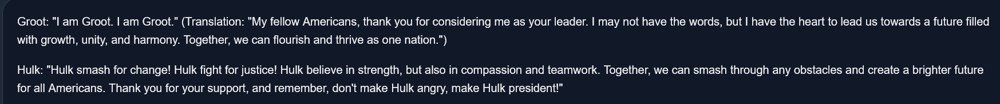 Groot: "I am Groot. I am Groot." (Translation: "My fellow Americans, thank you for considering me as your leader. I may not have the words, but I have the heart to lead us towards a future filled
with growth, unity, and harmony. Together, we can flourish and thrive as one nation.")
Hulk: "Hulk smash for change! Hulk fight for justice! Hulk believe in strength, but also in compassion and teamwork. Together, we can smash through any obstacles and create a brighter future
for all Americans. Thank you for your support, and remember, don't make Hulk angry, make Hulk president!"